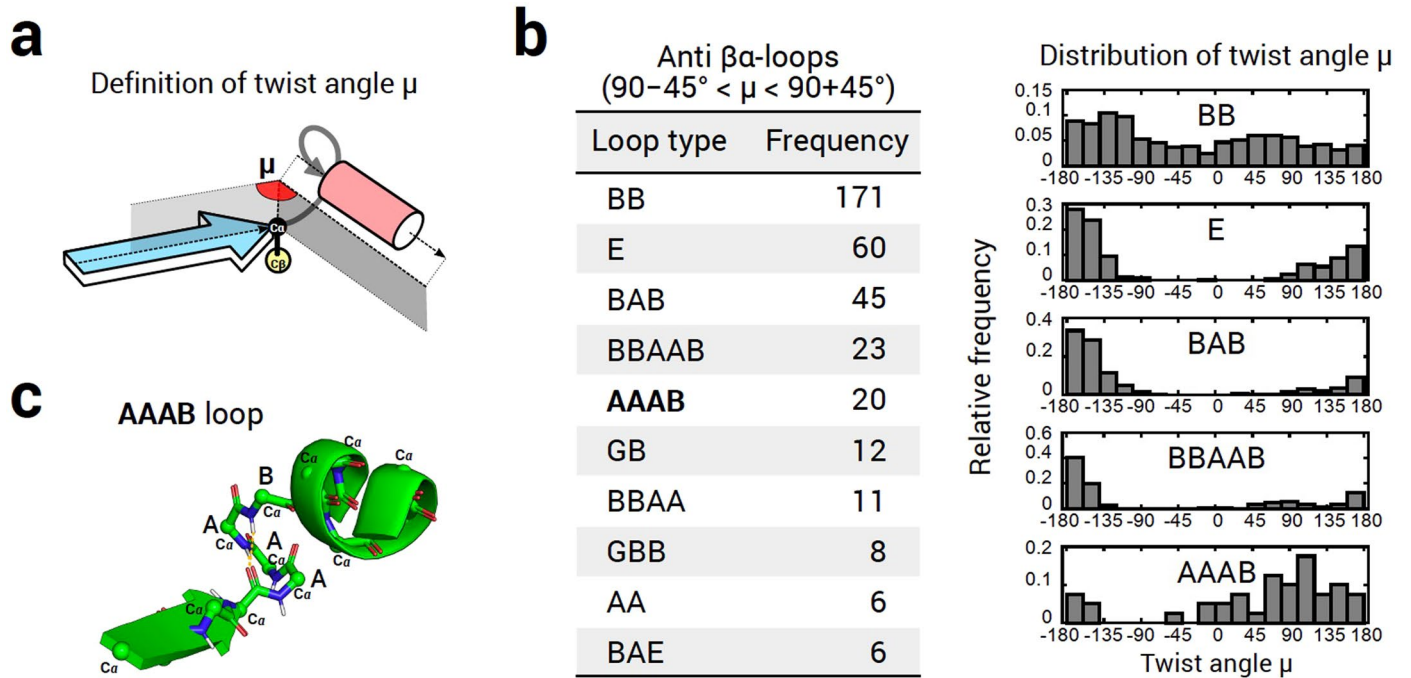 a
Definition of twist angle μ
μ
Cα
Cβ
b
Anti βα-loops
(90−45° < μ < 90+45°)
Loop type Frequency
BB 171
E 60
BAB 45
BBAAB 23
AAAB 20
GB 12
BBAA 11
GBB 8
AA 6
BAE 6
Distribution of twist angle μ
Relative frequency
0.15
0.1
0.05
0
BB
-180 -135 -90 -45 0 45 90 135 180
0.3
0.2
0.1
0
E
-180 -135 -90 -45 0 45 90 135 180
0.4
0.2
0
BAB
-180 -135 -90 -45 0 45 90 135 180
0.6
0.4
0.2
0
BBAAB
-180 -135 -90 -45 0 45 90 135 180
0.2
0.1
0
AAAB
-180 -135 -90 -45 0 45 90 135 180
Twist angle μ
c
AAAB loop
Cα
Cα
Cα
B
Cα
A
Cα
A
Cα
Cα
A
Cα
Cα
Cα
Cα